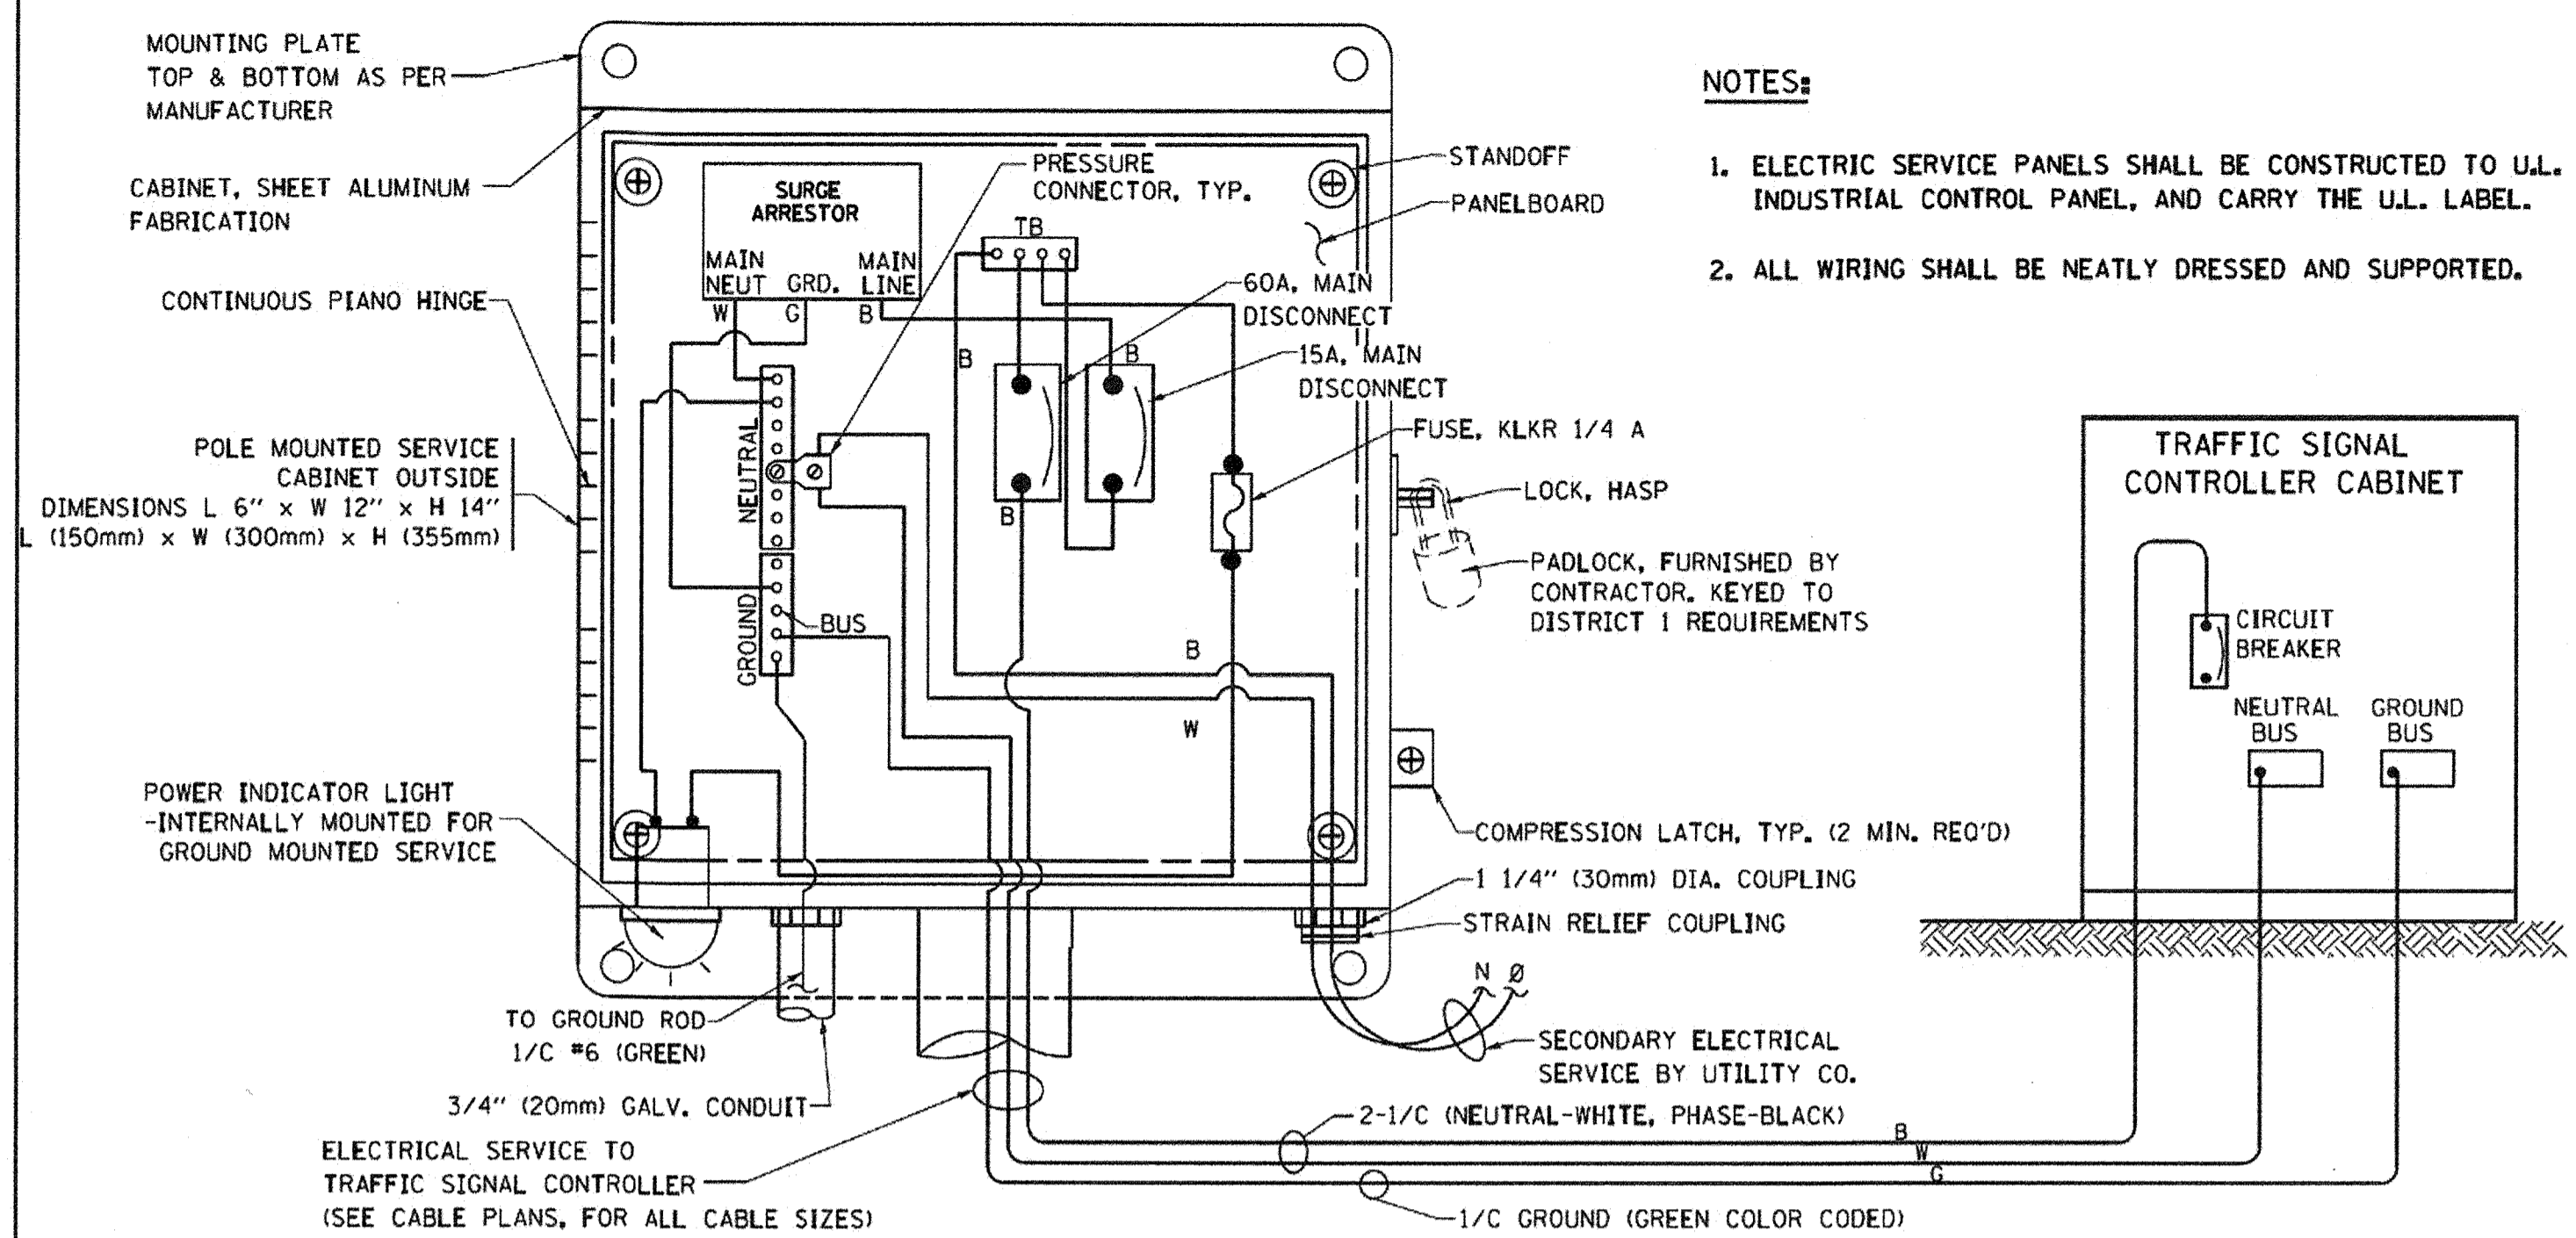 MOUNTING PLATE
TOP & BOTTOM AS PER
MANUFACTURER
CABINET, SHEET ALUMINUM
FABRICATION
CONTINUOUS PIANO HINGE
POLE MOUNTED SERVICE
CABINET OUTSIDE
DIMENSIONS L 6" x W 12" x H 14"
L (150mm) x W (300mm) x H (355mm)
POWER INDICATOR LIGHT
-INTERNALLY MOUNTED FOR
GROUND MOUNTED SERVICE
SURGE
ARRESTOR
MAIN
NEUT
GRD.
MAIN
LINE
W
G
B
PRESSURE
CONNECTOR, TYP.
TB
B
B
B
NEUTRAL
GROUND
BUS
B
W
STANDOFF
PANELBOARD
60A, MAIN
DISCONNECT
15A, MAIN
DISCONNECT
FUSE, KLKR 1/4 A
LOCK, HASP
PADLOCK, FURNISHED BY
CONTRACTOR. KEYED TO
DISTRICT 1 REQUIREMENTS
COMPRESSION LATCH, TYP. (2 MIN. REQ'D)
1 1/4" (30mm) DIA. COUPLING
STRAIN RELIEF COUPLING
N Ø
SECONDARY ELECTRICAL
SERVICE BY UTILITY CO.
TO GROUND ROD
1/C #6 (GREEN)
3/4" (20mm) GALV. CONDUIT
ELECTRICAL SERVICE TO
TRAFFIC SIGNAL CONTROLLER
(SEE CABLE PLANS, FOR ALL CABLE SIZES)
2-1/C (NEUTRAL-WHITE, PHASE-BLACK)
B
W
G
1/C GROUND (GREEN COLOR CODED)
NOTES:
1. ELECTRIC SERVICE PANELS SHALL BE CONSTRUCTED TO U.L.
INDUSTRIAL CONTROL PANEL, AND CARRY THE U.L. LABEL.
2. ALL WIRING SHALL BE NEATLY DRESSED AND SUPPORTED.
TRAFFIC SIGNAL
CONTROLLER CABINET
CIRCUIT
BREAKER
NEUTRAL
BUS
GROUND
BUS